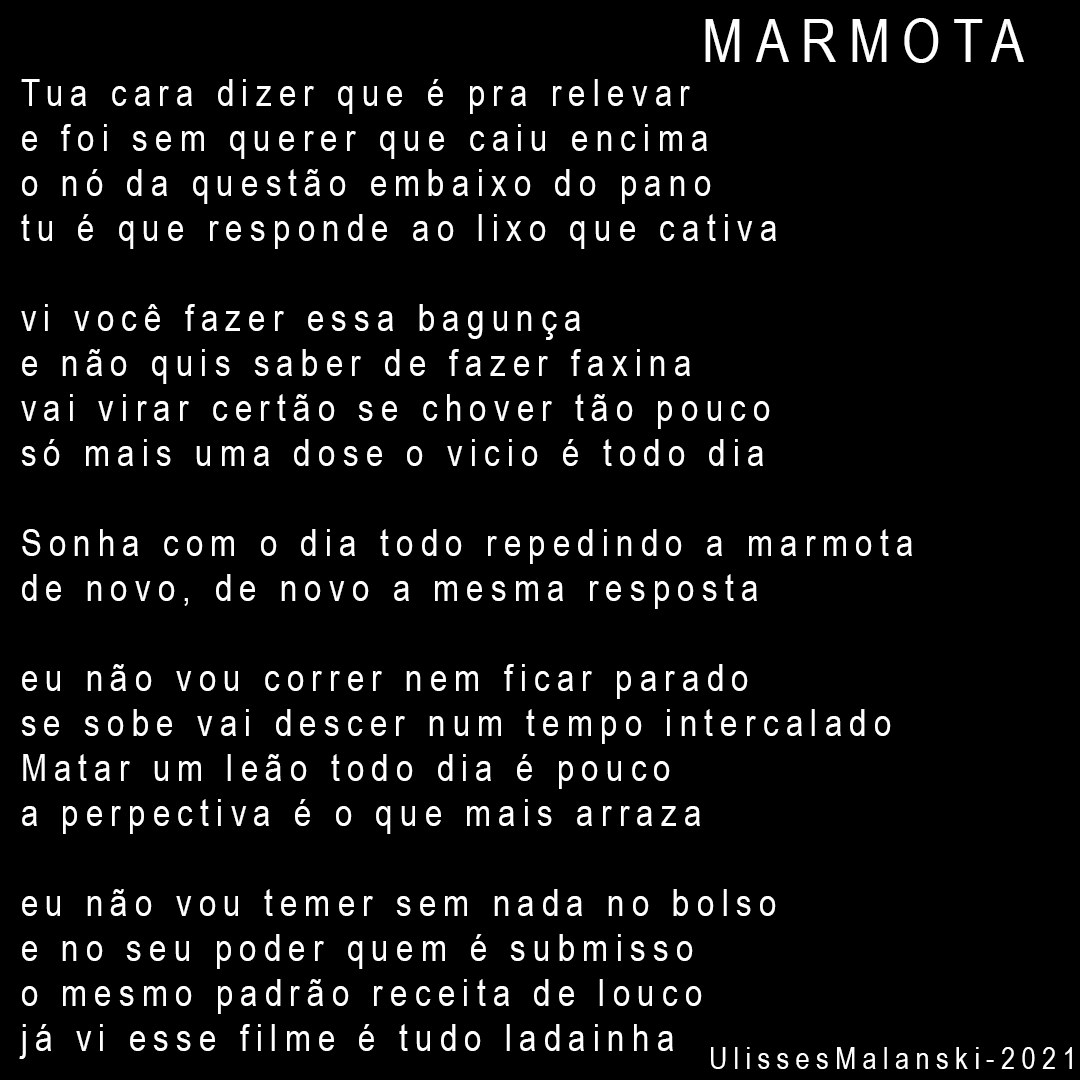 MARMOTA
Tua cara dizer que é pra relevar
e foi sem querer que caiu encima
o nó da questão embaixo do pano
tu é que responde ao lixo que cativa
vi você fazer essa bagunça
e não quis saber de fazer faxina
vai virar certão se chover tão pouco
só mais uma dose o vicio é todo dia
Sonha com o dia todo repedindo a marmota
de novo, de novo a mesma resposta
eu não vou correr nem ficar parado
se sobe vai descer num tempo intercalado
Matar um leão todo dia é pouco
a perpectiva é o que mais arraza
eu não vou temer sem nada no bolso
e no seu poder quem é submisso
o mesmo padrão receita de louco
já vi esse filme é tudo ladainha
UlissesMalanski-2021